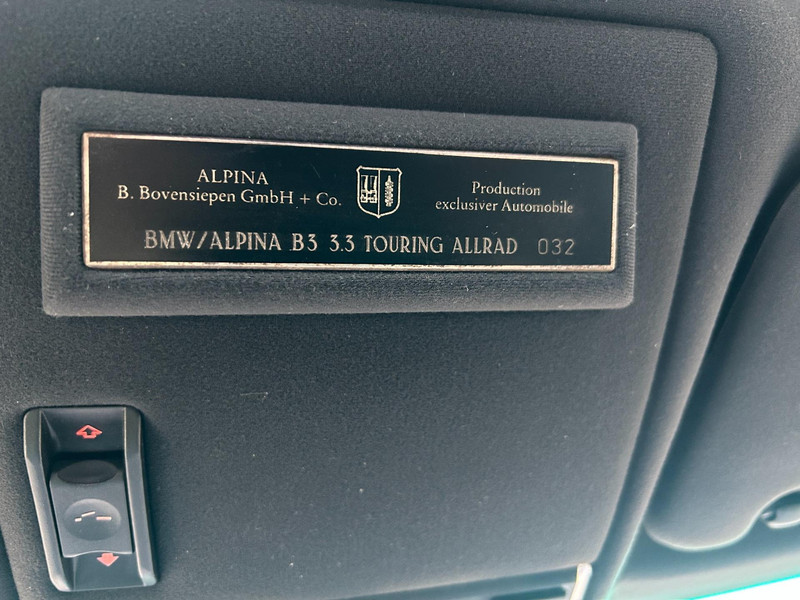 ALPINA
B. Bovensiepen GmbH + Co.
Production
exclusiver Automobile
BMW/ALPINA B3 3.3 TOURING ALLRAD 032